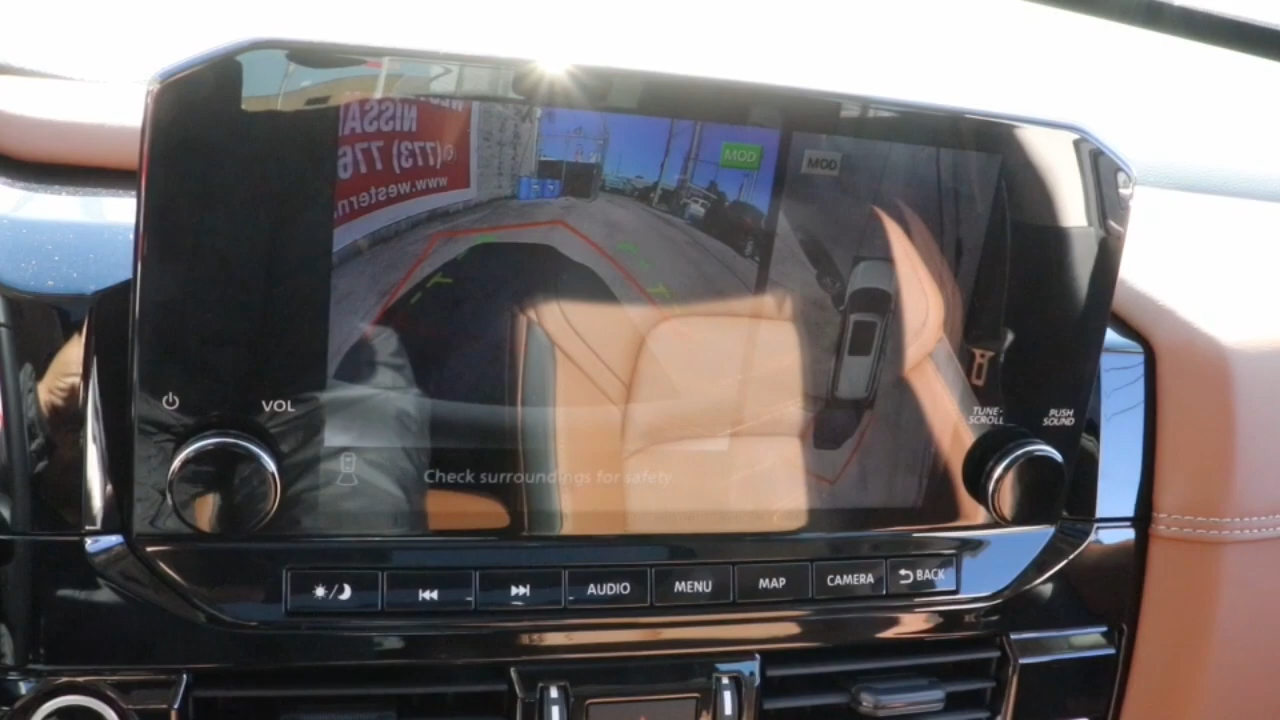 NISSA
(773) 776
www.western
MOD
MOD
VOL
TUNE·
SCROLL
PUSH
SOUND
Check surroundings for safety
AUDIO
MENU
MAP
CAMERA
BACK